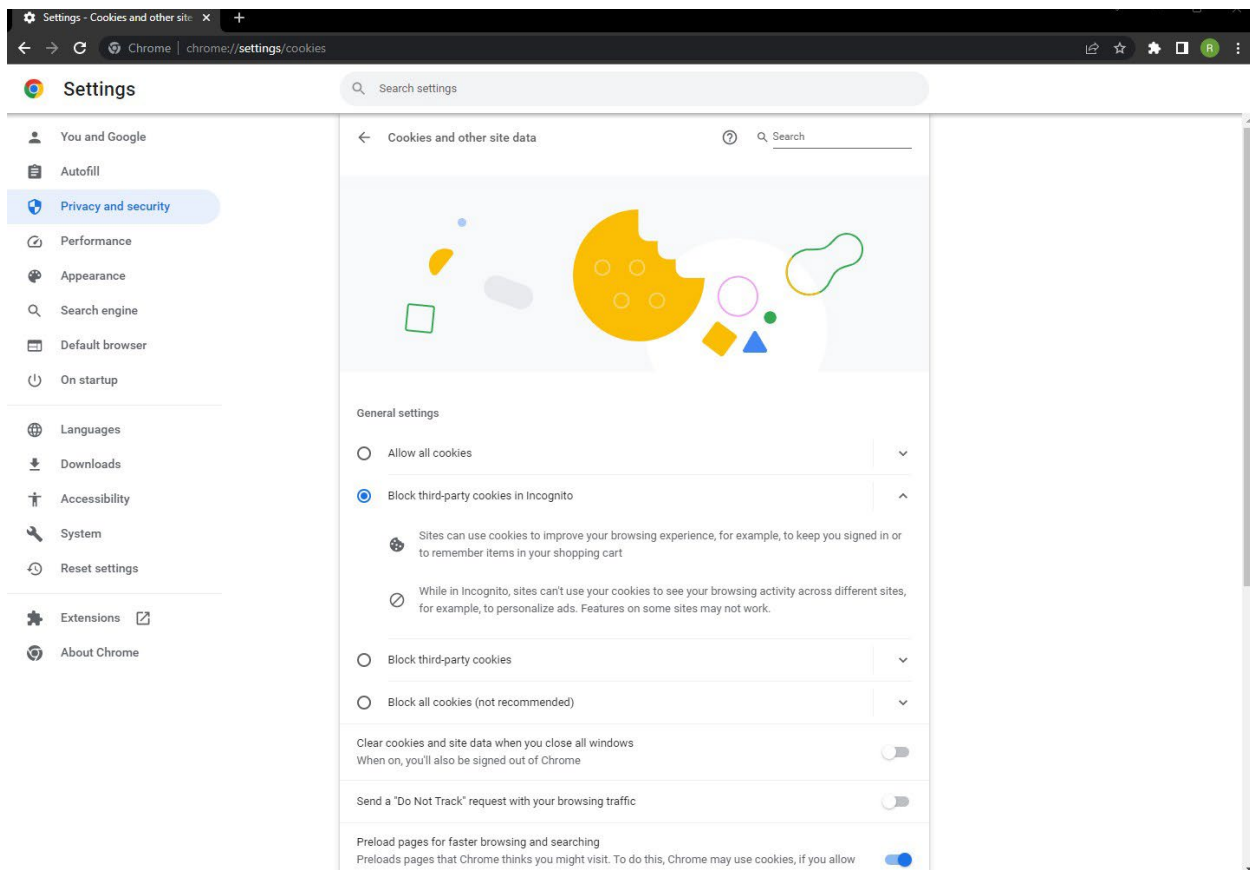 Settings - Cookies and other site
Chrome | chrome://settings/cookies
R
Settings
Search settings
You and Google
Autofill
Privacy and security
Performance
Appearance
Search engine
Default browser
On startup
Languages
Downloads
Accessibility
System
Reset settings
Extensions
About Chrome
Cookies and other site data
Search
General settings
Allow all cookies
Block third-party cookies in Incognito
Sites can use cookies to improve your browsing experience, for example, to keep you signed in or
to remember items in your shopping cart
While in Incognito, sites can't use your cookies to see your browsing activity across different sites,
for example, to personalize ads. Features on some sites may not work.
Block third-party cookies
Block all cookies (not recommended)
Clear cookies and site data when you close all windows
When on, you'll also be signed out of Chrome
Send a "Do Not Track" request with your browsing traffic
Preload pages for faster browsing and searching
Preloads pages that Chrome thinks you might visit. To do this, Chrome may use cookies, if you allow